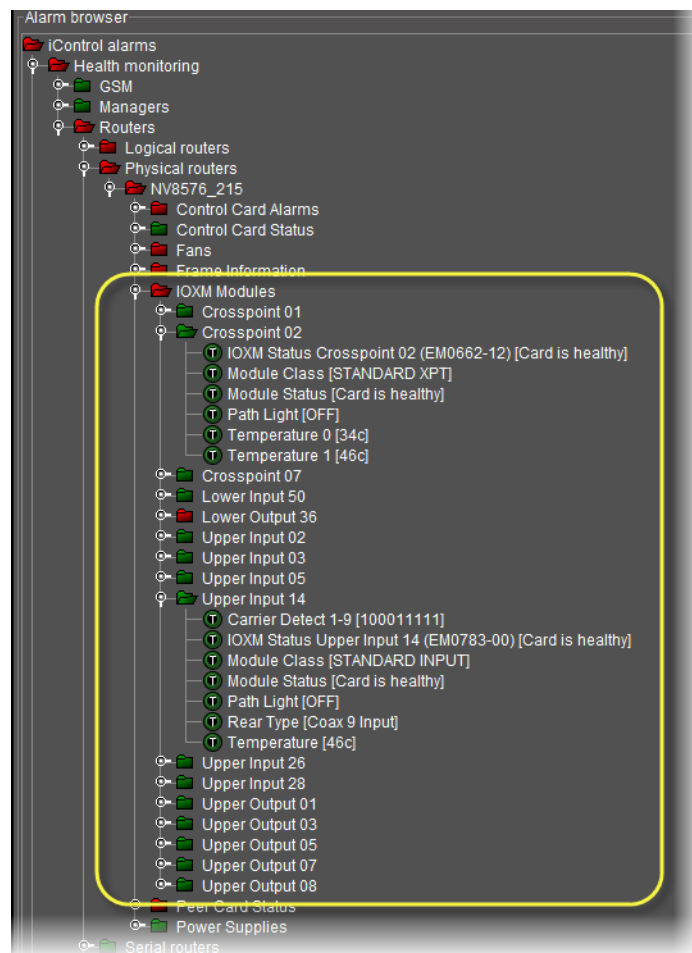 Alarm browser
iControl alarms
Health monitoring
GSM
Managers
Routers
Logical routers
Physical routers
NV8576_215
Control Card Alarms
Control Card Status
Fans
Frame Information
IOXM Modules
Crosspoint 01
Crosspoint 02
T IOXM Status Crosspoint 02 (EM0662-12) [Card is healthy]
T Module Class [STANDARD XPT]
T Module Status [Card is healthy]
T Path Light [OFF]
T Temperature 0 [34c]
T Temperature 1 [46c]
Crosspoint 07
Lower Input 50
Lower Output 36
Upper Input 02
Upper Input 03
Upper Input 05
Upper Input 14
T Carrier Detect 1-9 [100011111]
T IOXM Status Upper Input 14 (EM0783-00) [Card is healthy]
T Module Class [STANDARD INPUT]
T Module Status [Card is healthy]
T Path Light [OFF]
T Rear Type [Coax 9 Input]
T Temperature [46c]
Upper Input 26
Upper Input 28
Upper Output 01
Upper Output 03
Upper Output 05
Upper Output 07
Upper Output 08
Peer Card Status
Power Supplies
Serial routers